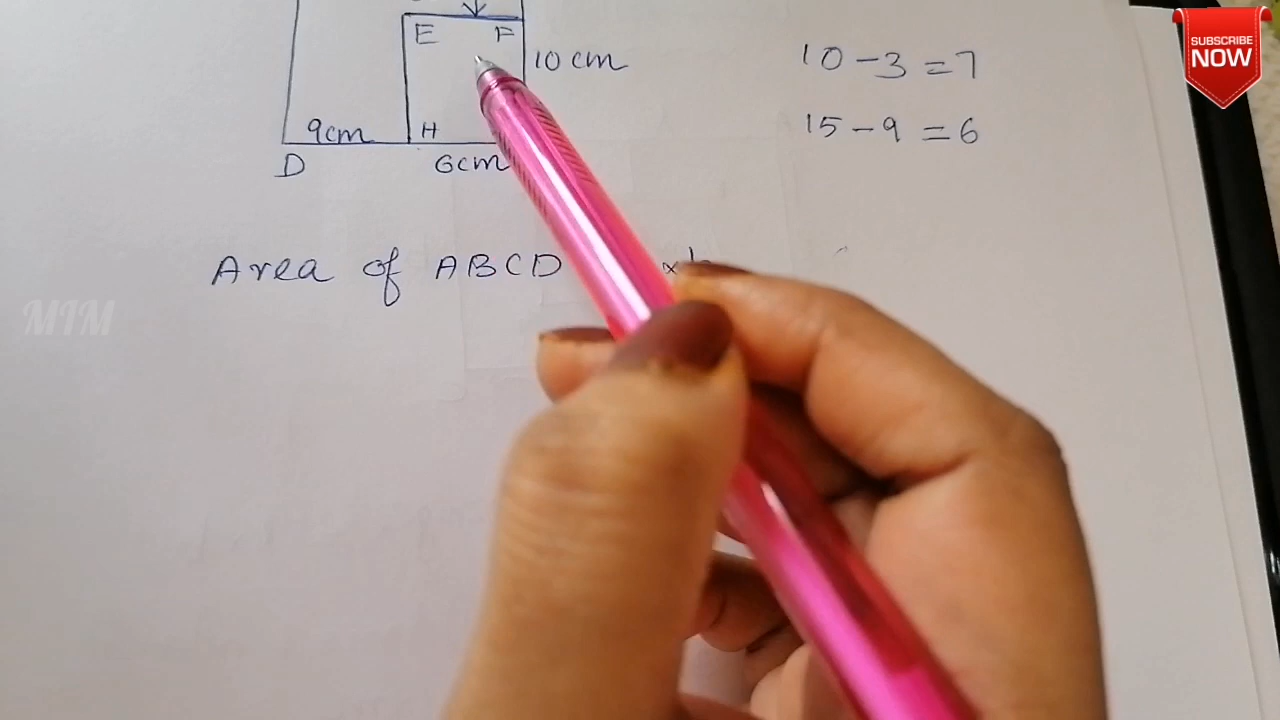 E F
10 cm
10 - 3 = 7
SUBSCRIBE
NOW
9cm H
15 - 9 = 6
D 6cm
Area of ABCD
MIM